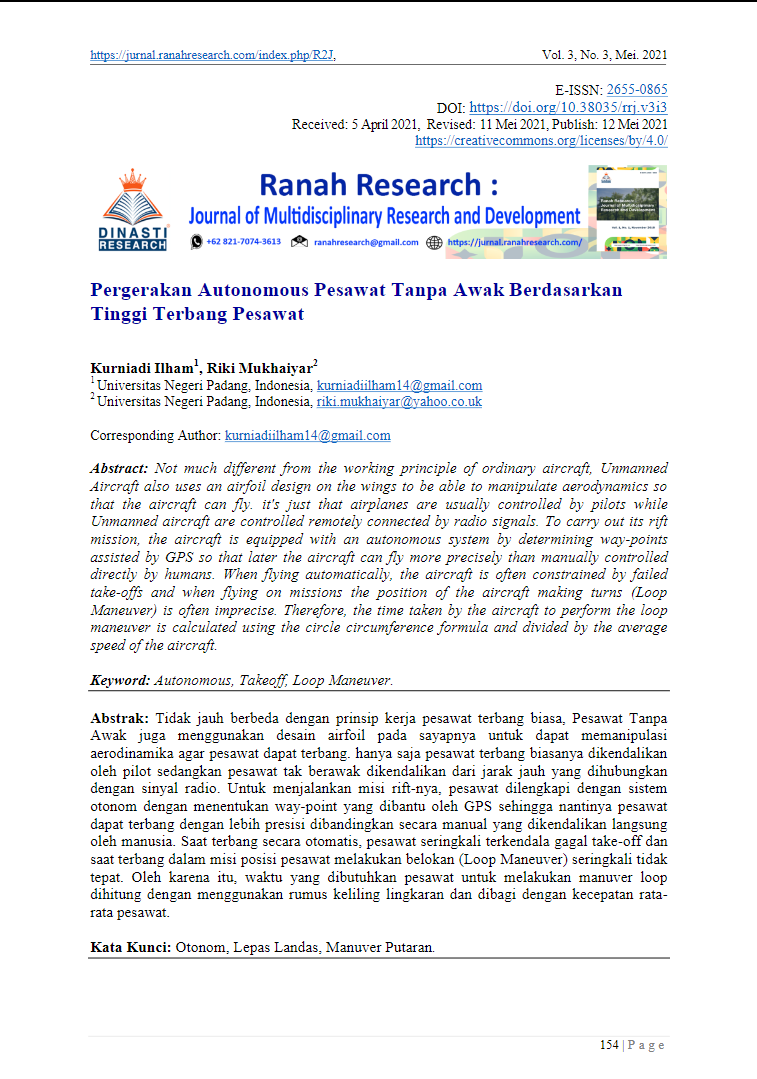 https://jurnal.ranahresearch.com/index.php/R2J, Vol. 3, No. 3, Mei. 2021
E-ISSN: 2655-0865
DOI: https://doi.org/10.38035/rrj.v3i3
Received: 5 April 2021, Revised: 11 Mei 2021, Publish: 12 Mei 2021
https://creativecommons.org/licenses/by/4.0/
DINASTI
RESEARCH
Ranah Research :
Journal of Multidisciplinary Research and Development
+62 821-7074-3613 ranahresearch@gmail.com https://jurnal.ranahresearch.com/
Ranah Research:
Journal of Multidisciplinary
Research and Development
Pergerakan Autonomous Pesawat Tanpa Awak Berdasarkan
Tinggi Terbang Pesawat
Kurniadi Ilham1, Riki Mukhaiyar2
1 Universitas Negeri Padang, Indonesia, kurniadiilham14@gmail.com
2 Universitas Negeri Padang, Indonesia, riki.mukhaiyar@yahoo.co.uk
Corresponding Author: kurniadiilham14@gmail.com
Abstract: Not much different from the working principle of ordinary aircraft, Unmanned
Aircraft also uses an airfoil design on the wings to be able to manipulate aerodynamics so
that the aircraft can fly. it's just that airplanes are usually controlled by pilots while
Unmanned aircraft are controlled remotely connected by radio signals. To carry out its rift
mission, the aircraft is equipped with an autonomous system by determining way-points
assisted by GPS so that later the aircraft can fly more precisely than manually controlled
directly by humans. When flying automatically, the aircraft is often constrained by failed
take-offs and when flying on missions the position of the aircraft making turns (Loop
Maneuver) is often imprecise. Therefore, the time taken by the aircraft to perform the loop
maneuver is calculated using the circle circumference formula and divided by the average
speed of the aircraft.
Keyword: Autonomous, Takeoff, Loop Maneuver.
Abstrak: Tidak jauh berbeda dengan prinsip kerja pesawat terbang biasa, Pesawat Tanpa
Awak juga menggunakan desain airfoil pada sayapnya untuk dapat memanipulasi
aerodinamika agar pesawat dapat terbang. hanya saja pesawat terbang biasanya dikendalikan
oleh pilot sedangkan pesawat tak berawak dikendalikan dari jarak jauh yang dihubungkan
dengan sinyal radio. Untuk menjalankan misi rift-nya, pesawat dilengkapi dengan sistem
otonom dengan menentukan way-point yang dibantu oleh GPS sehingga nantinya pesawat
dapat terbang dengan lebih presisi dibandingkan secara manual yang dikendalikan langsung
oleh manusia. Saat terbang secara otomatis, pesawat seringkali terkendala gagal take-off dan
saat terbang dalam misi posisi pesawat melakukan belokan (Loop Maneuver) seringkali tidak
tepat. Oleh karena itu, waktu yang dibutuhkan pesawat untuk melakukan manuver loop
dihitung dengan menggunakan rumus keliling lingkaran dan dibagi dengan kecepatan rata-
rata pesawat.
Kata Kunci: Otonom, Lepas Landas, Manuver Putaran.
154 | P a g e